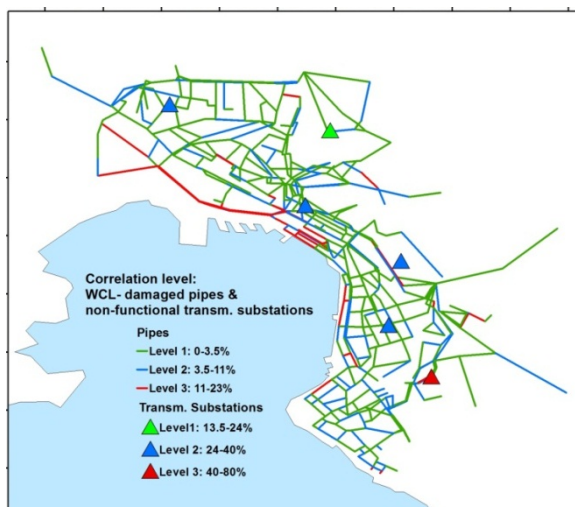 Correlation level:
WCL- damaged pipes &
non-functional transm. substations
Pipes
Level 1: 0-3.5%
Level 2: 3.5-11%
Level 3: 11-23%
Transm. Substations
Level1: 13.5-24%
Level 2: 24-40%
Level 3: 40-80%